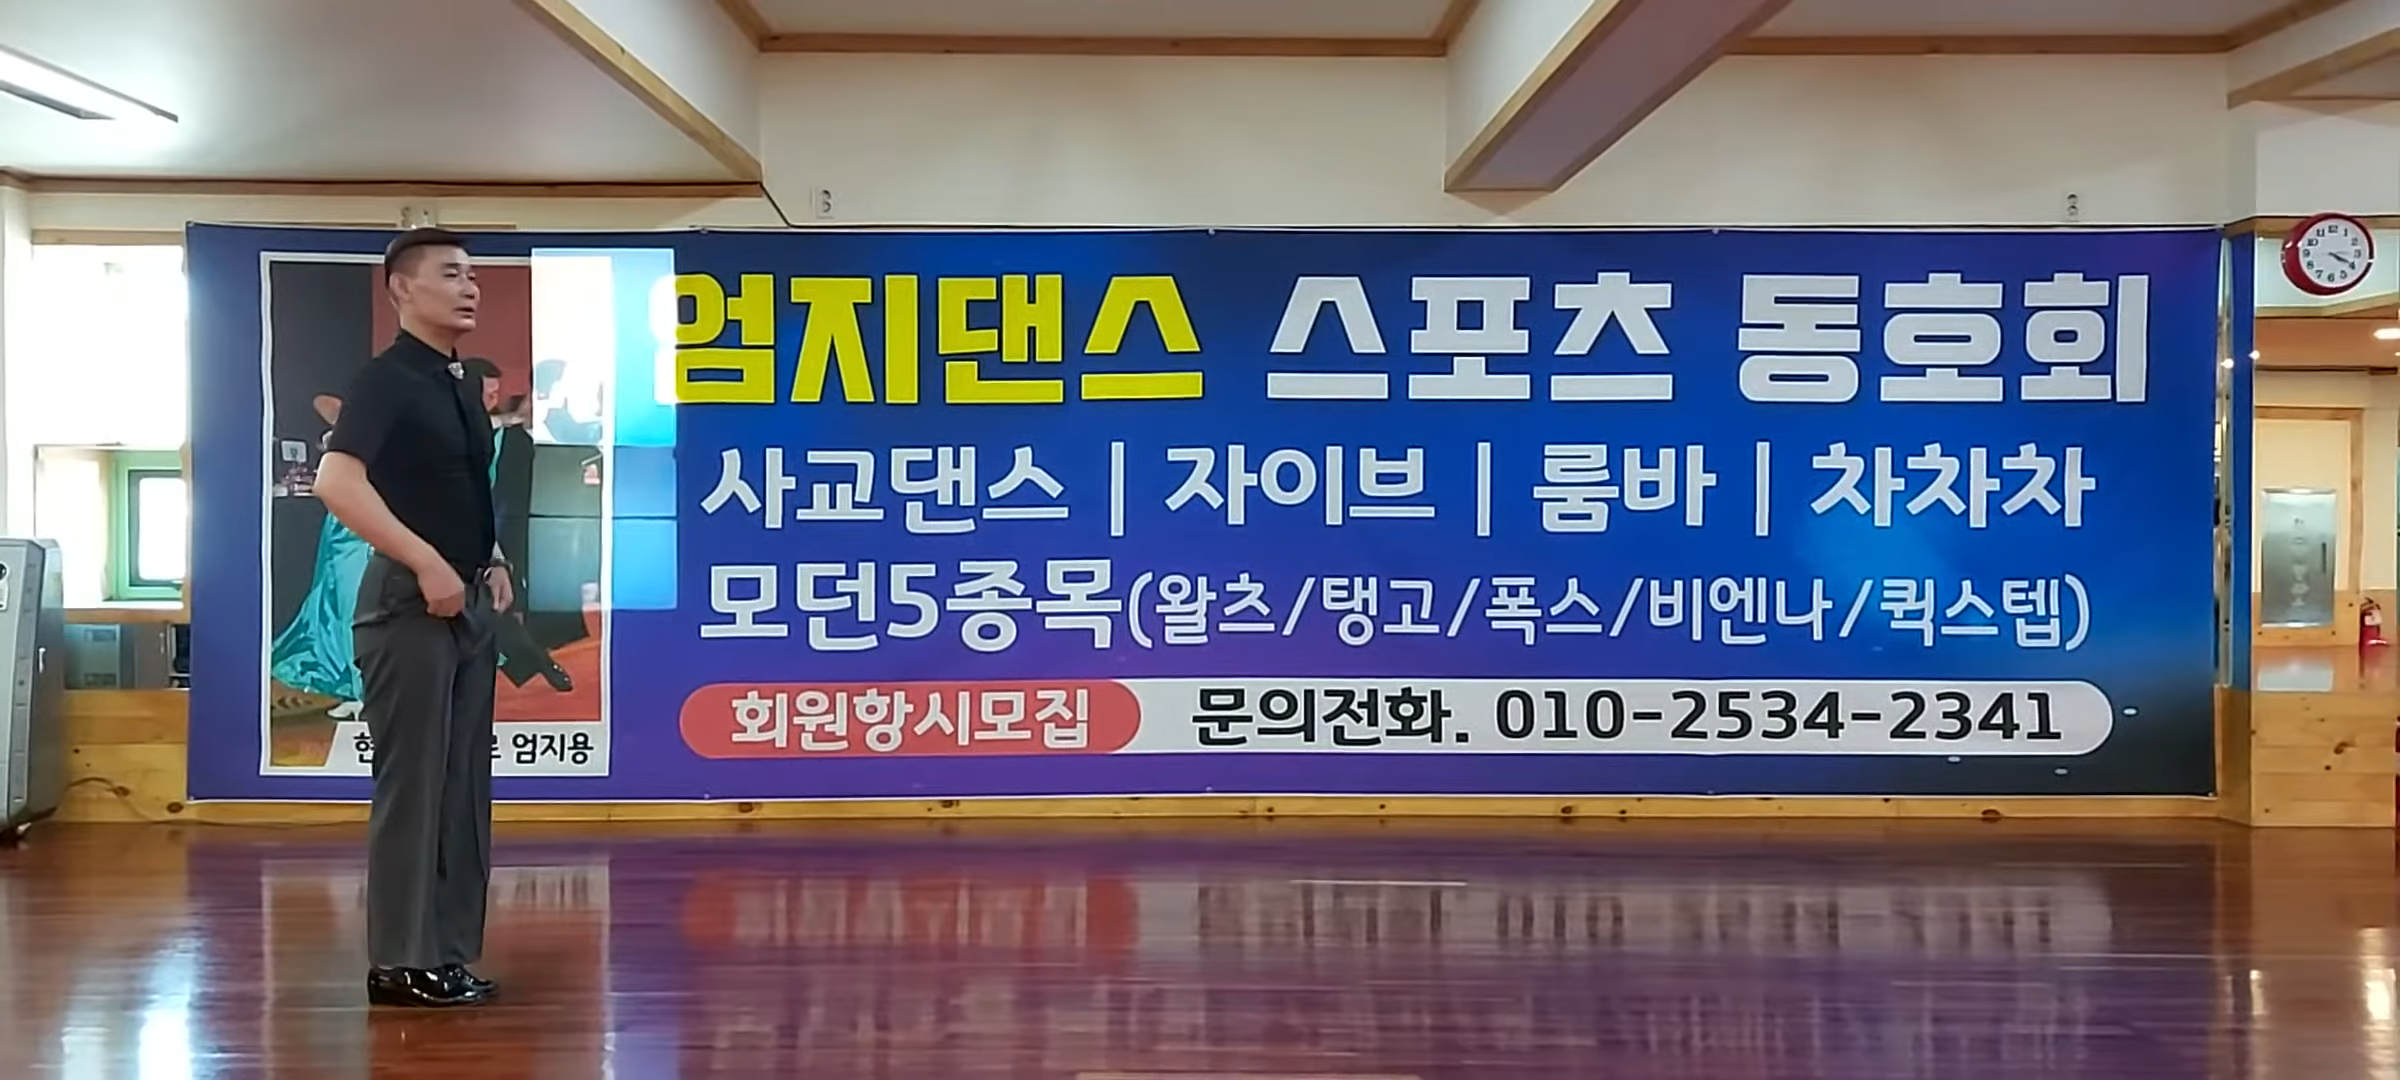 엄지댄스 스포츠 동호회
사교댄스 | 자이브 | 룸바 | 차차차
모던5종목(왈츠/탱고/폭스/비엔나/퀵스텝)
회원항시모집 문의전화. 010-2534-2341
엄지용